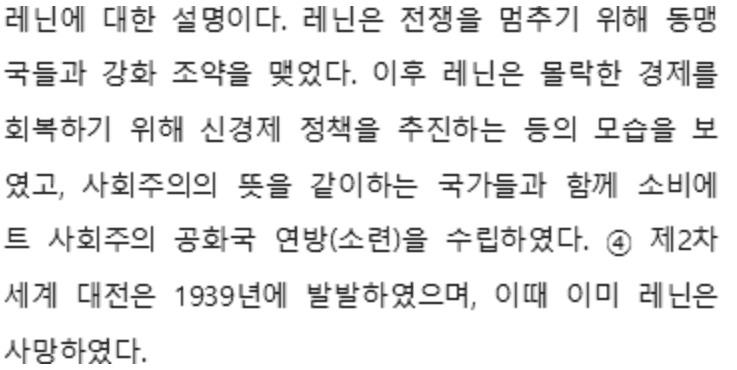 레닌에 대한 설명이다. 레닌은 전쟁을 멈추기 위해 동맹
국들과 강화 조약을 맺었다. 이후 레닌은 몰락한 경제를
회복하기 위해 신경제 정책을 추진하는 등의 모습을 보
였고, 사회주의의 뜻을 같이하는 국가들과 함께 소비에
트 사회주의 공화국 연방(소련)을 수립하였다. ④ 제2차
세계 대전은 1939년에 발발하였으며, 이때 이미 레닌은
사망하였다.